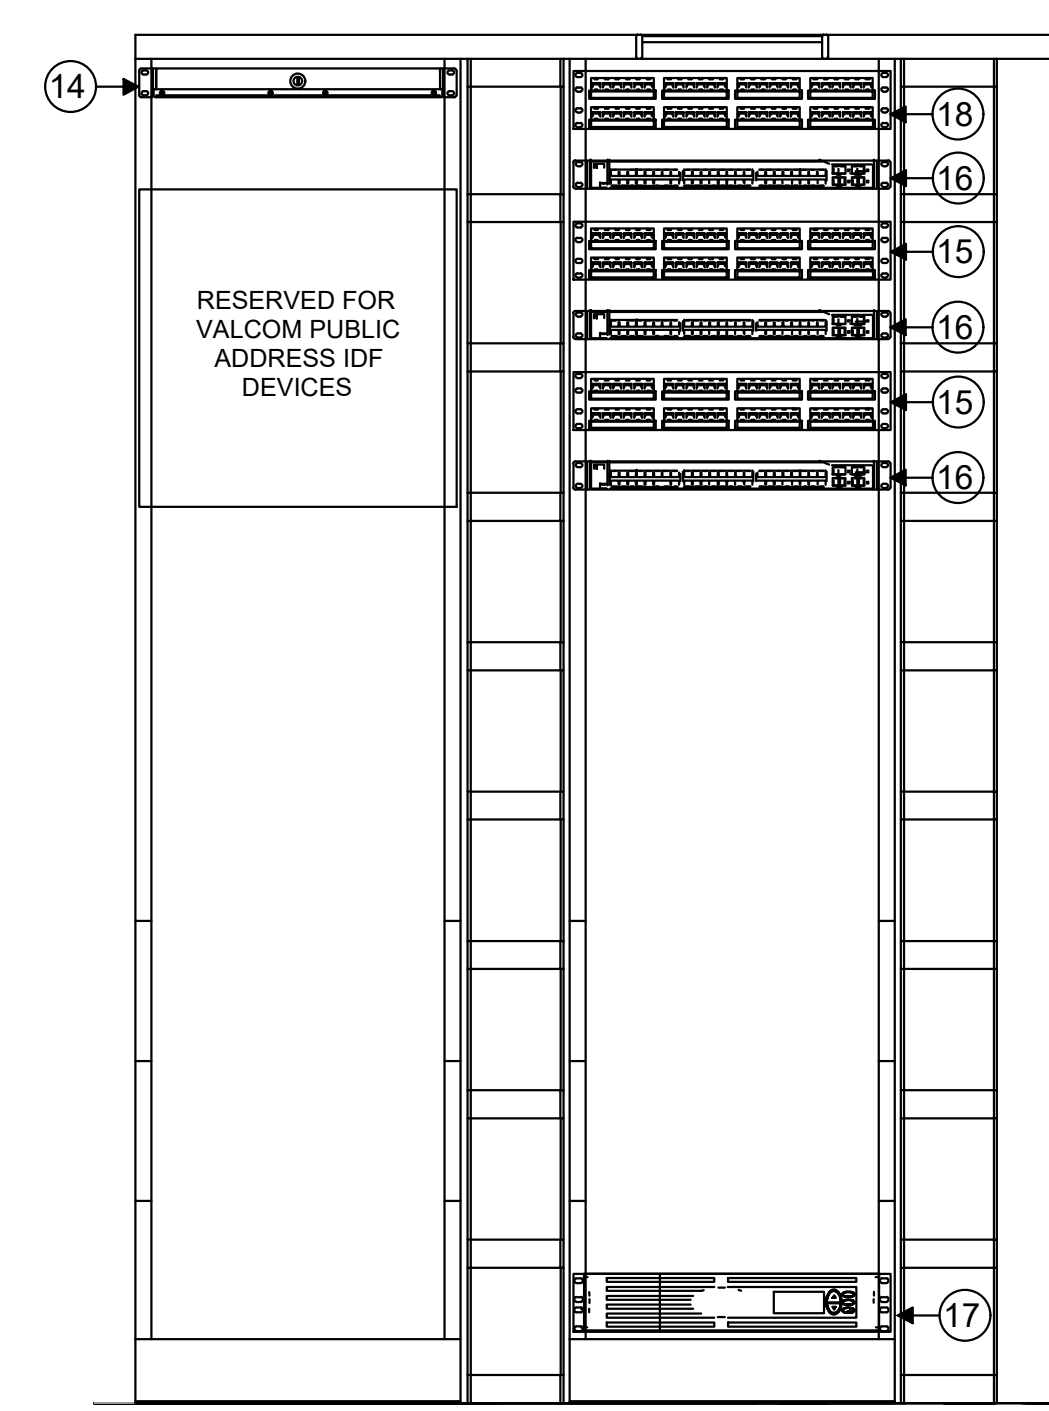 14
18
16
15
16
15
16
RESERVED FOR
VALCOM PUBLIC
ADDRESS IDF
DEVICES
17